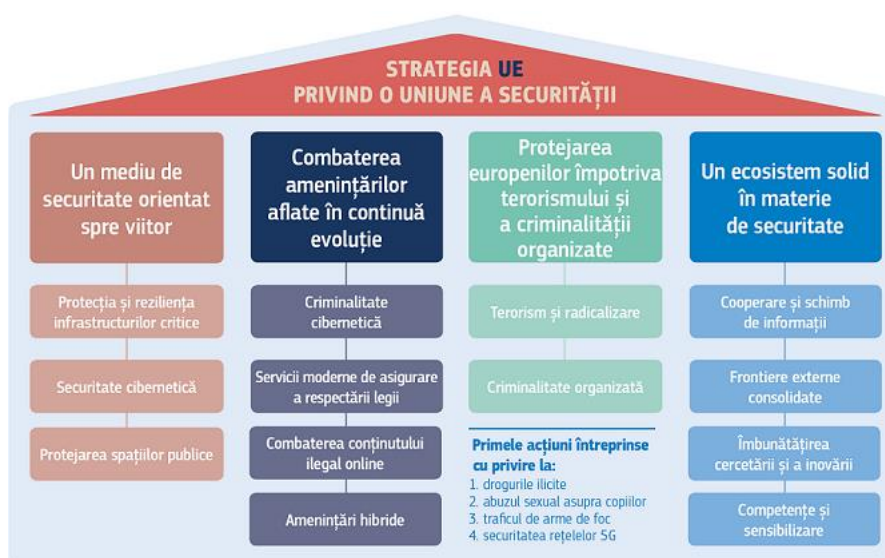 STRATEGIA UE
PRIVIND O UNIUNE A SECURITĂȚII
Un mediu de
securitate orientat
spre viitor
Protecția și reziliența
infrastructurilor critice
Securitate cibernetică
Protejarea spațiilor publice
Combaterea
amenințărilor
aflate în continuă
evoluție
Criminalitate
cibernetică
Servicii moderne de asigurare
a respectării legii
Combaterea conținutului
ilegal online
Amenințări hibride
Protejarea
europenilor împotriva
terorismului și
a criminalității
organizate
Terorism și radicalizare
Criminalitate organizată
Primele acțiuni întreprinse
cu privire la:
1. drogurile ilicite
2. abuzul sexual asupra copiilor
3. traficul de arme de foc
4. securitatea rețelelor 5G
Un ecosistem solid
în materie
de securitate
Cooperare și schimb
de informații
Frontiere externe
consolidate
Îmbunătățirea
cercetării și a inovării
Competențe și
sensibilizare